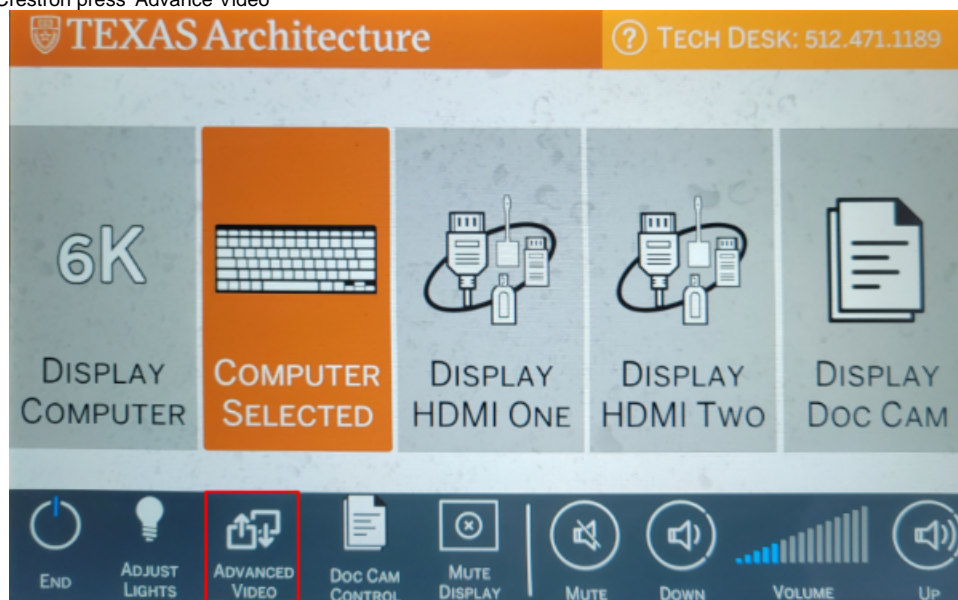 Crestron press 'Advance Video'
TEXAS Architecture
? TECH DESK: 512.471.1189
6K
DISPLAY COMPUTER
COMPUTER SELECTED
DISPLAY HDMI ONE
DISPLAY HDMI TWO
DISPLAY DOC CAM
END
ADJUST LIGHTS
ADVANCED VIDEO
DOC CAM CONTROL
MUTE DISPLAY
MUTE
DOWN
VOLUME
UP